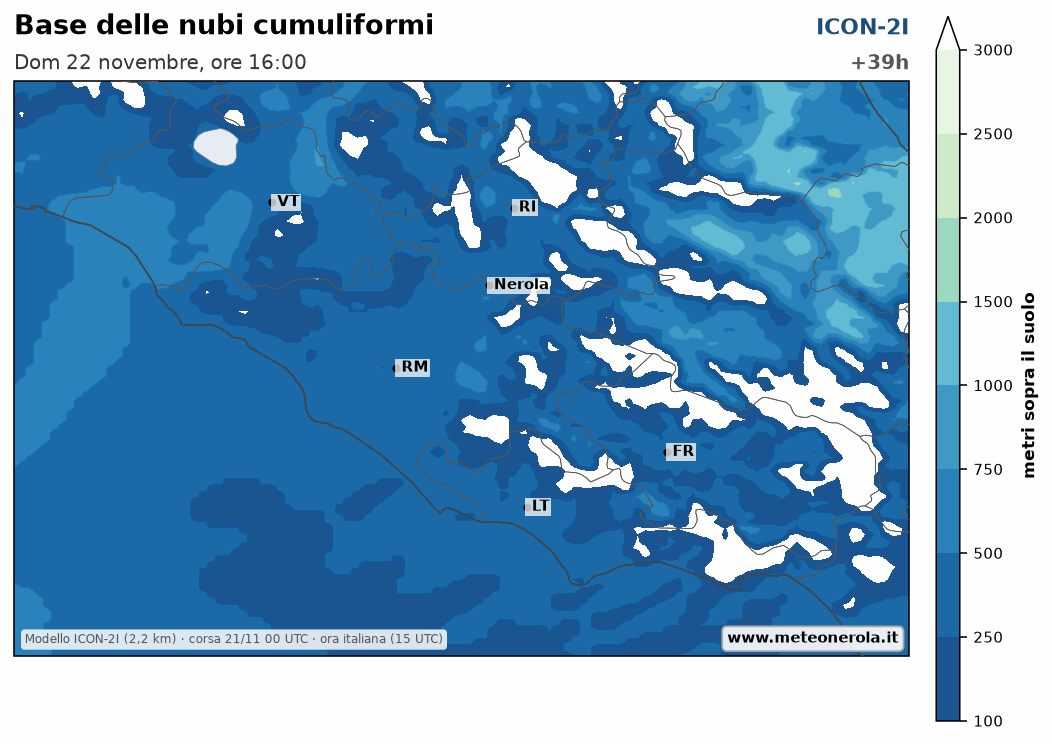 Base delle nubi cumuliformi
ICON-2I
Dom 22 novembre, ore 16:00
+39h
VT
RI
Nerola
RM
FR
LT
Modello ICON-2I (2,2 km) · corsa 21/11 00 UTC · ora italiana (15 UTC)
www.meteonerola.it
3000
2500
2000
1500
1000
750
500
250
100
metri sopra il suolo